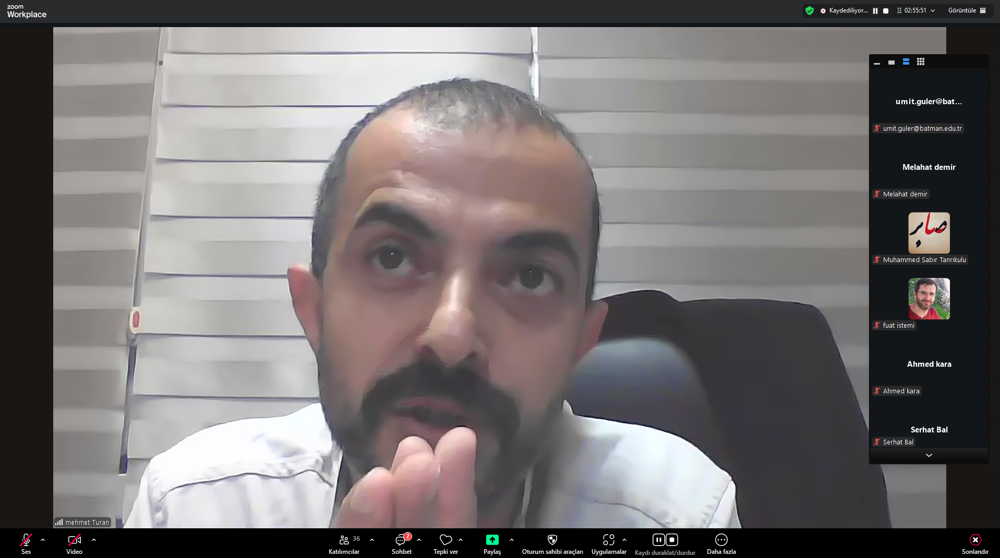 zoom
Workplace
Kaydediliyor...
02:55:51
Görüntüle
umit.guler@bat...
umit.guler@batman.edu.tr
Melahat demir
Melahat demir
صابر
Muhammed Sabır Tanrıkulu
fuat istemi
Ahmed kara
Ahmed kara
Serhat Bal
Serhat Bal
mehmet Turan
Ses
Video
36
Katılımcılar
2
Sohbet
Tepki ver
Paylaş
Oturum sahibi araçları
Uygulamalar
Kaydı duraklat/durdur
Daha fazla
Sonlandır